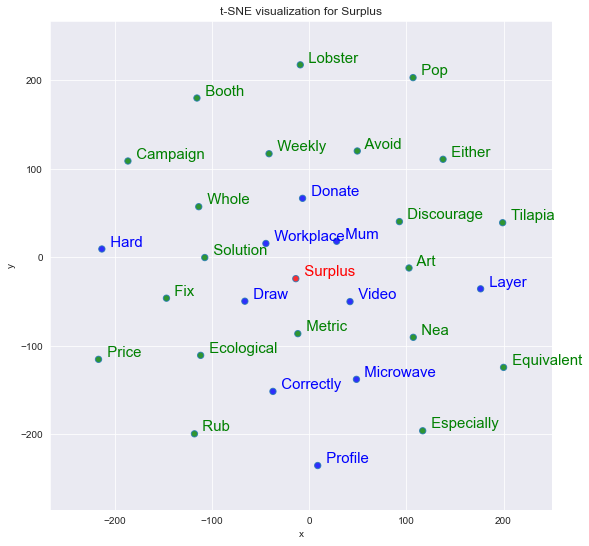 t-SNE visualization for Surplus
Lobster
Pop
200
Booth
Avoid
Weekly
Either
Campaign
100
Donate
Whole
Discourage
Tilapia
Workplace
Mum
Hard
Solution
0
y
Surplus
Art
Layer
Fix
Draw
Video
Metric
Nea
-100
Price
Ecological
Equivalent
Microwave
Correctly
Rub
Especially
-200
Profile
-200
-100
0
100
200
x